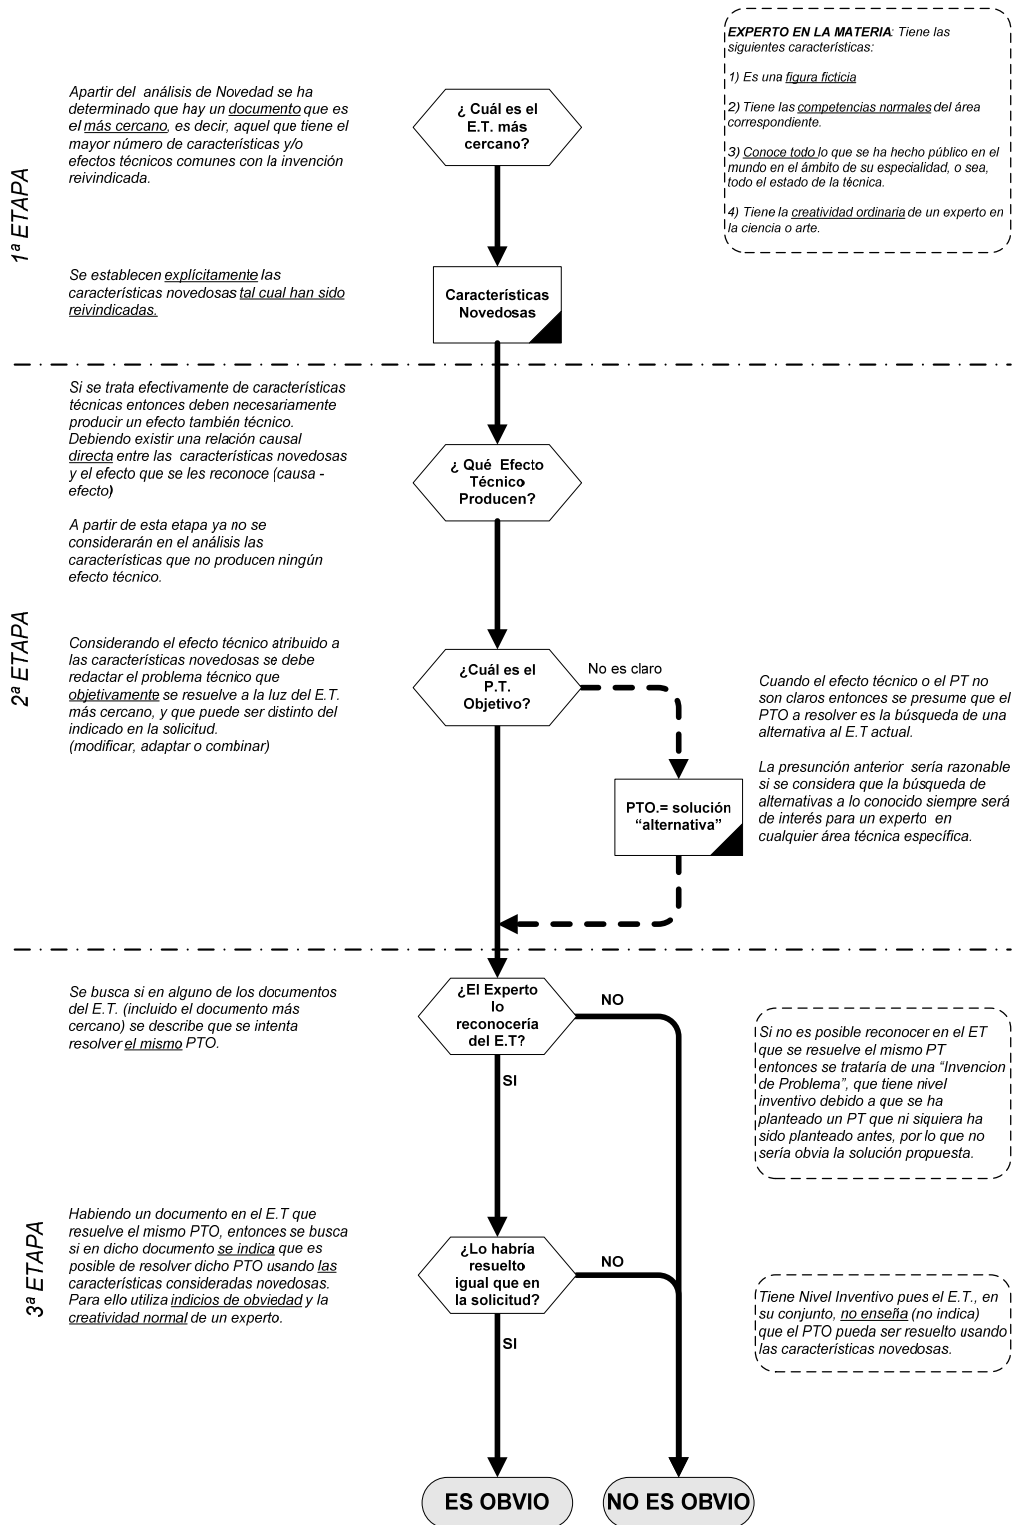 EXPERTO EN LA MATERIA: Tiene las
siguientes características:
1) Es una figura ficticia
2) Tiene las competencias normales del área
correspondiente.
3) Conoce todo lo que se ha hecho público en el
mundo en el ámbito de su especialidad, o sea,
todo el estado de la técnica.
4) Tiene la creatividad ordinaria de un experto en
la ciencia o arte.
1ª ETAPA
Apartir del análisis de Novedad se ha
determinado que hay un documento que es
el más cercano, es decir, aquel que tiene el
mayor número de características y/o
efectos técnicos comunes con la invención
reivindicada.
¿ Cuál es el
E.T. más
cercano?
Se establecen explícitamente las
características novedosas tal cual han sido
reivindicadas.
Características
Novedosas
2ª ETAPA
Si se trata efectivamente de características
técnicas entonces deben necesariamente
producir un efecto también técnico.
Debiendo existir una relación causal
directa entre las características novedosas
y el efecto que se les reconoce (causa -
efecto)
A partir de esta etapa ya no se
considerarán en el análisis las
características que no producen ningún
efecto técnico.
¿ Qué Efecto
Técnico
Producen?
Considerando el efecto técnico atribuido a
las características novedosas se debe
redactar el problema técnico que
objetivamente se resuelve a la luz del E.T.
más cercano, y que puede ser distinto del
indicado en la solicitud.
(modificar, adaptar o combinar)
¿Cuál es el
P.T.
Objetivo?
No es claro
PTO.= solución
“alternativa”
Cuando el efecto técnico o el PT no
son claros entonces se presume que el
PTO a resolver es la búsqueda de una
alternativa al E.T actual.
La presunción anterior sería razonable
si se considera que la búsqueda de
alternativas a lo conocido siempre será
de interés para un experto en
cualquier área técnica específica.
3ª ETAPA
Se busca si en alguno de los documentos
del E.T. (incluido el documento más
cercano) se describe que se intenta
resolver el mismo PTO.
¿El Experto
lo
reconocería
del E.T?
NO
SI
Si no es posible reconocer en el ET
que se resuelve el mismo PT
entonces se trataría de una “Invencion
de Problema”, que tiene nivel
inventivo debido a que se ha
planteado un PT que ni siquiera ha
sido planteado antes, por lo que no
sería obvia la solución propuesta.
Habiendo un documento en el E.T que
resuelve el mismo PTO, entonces se busca
si en dicho documento se indica que es
posible de resolver dicho PTO usando las
características consideradas novedosas.
Para ello utiliza indicios de obviedad y la
creatividad normal de un experto.
¿Lo habría
resuelto
igual que en
la solicitud?
NO
SI
Tiene Nivel Inventivo pues el E.T., en
su conjunto, no enseña (no indica)
que el PTO pueda ser resuelto usando
las características novedosas.
ES OBVIO
NO ES OBVIO